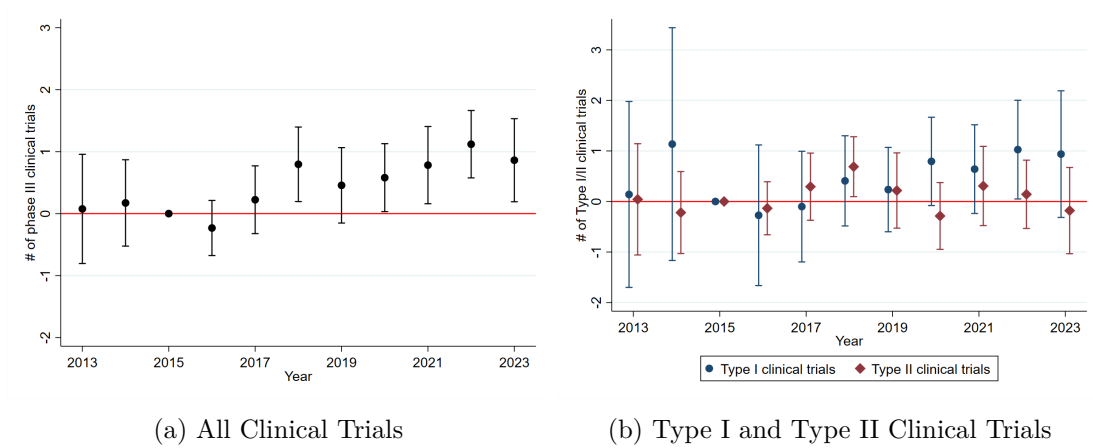 # of phase III clinical trials
3
2
1
0
-1
-2
2013 2015 2017 2019 2021 2023
Year
(a) All Clinical Trials
# of Type I/II clinical trials
3
2
1
0
-1
-2
2013 2015 2017 2019 2021 2023
Year
Type I clinical trials Type II clinical trials
(b) Type I and Type II Clinical Trials